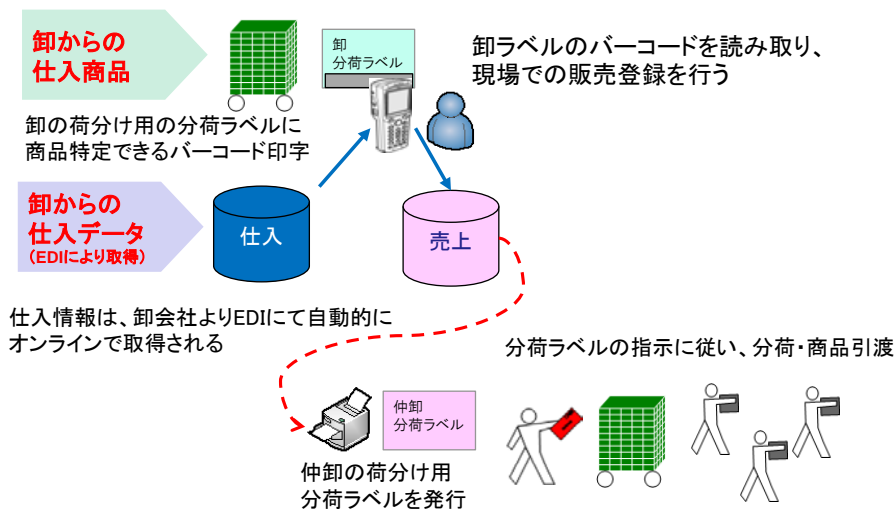 卸からの
仕入商品
卸
分荷ラベル
卸ラベルのバーコードを読み取り、
現場での販売登録を行う
卸の荷分け用の分荷ラベルに
商品特定できるバーコード印字
卸からの
仕入データ
(EDIにより取得)
仕入
売上
仕入情報は、卸会社よりEDIにて自動的に
オンラインで取得される
分荷ラベルの指示に従い、分荷・商品引渡
仲卸
分荷ラベル
仲卸の荷分け用
分荷ラベルを発行